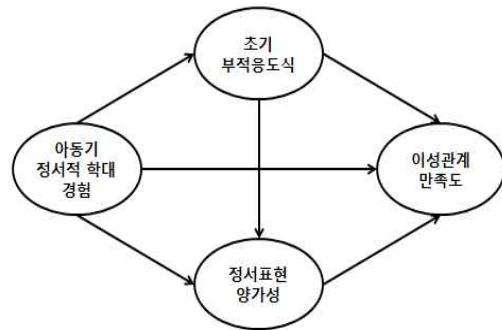 초기
부적응도식
아동기
정서적 학대
경험
이성관계
만족도
정서표현
양가성